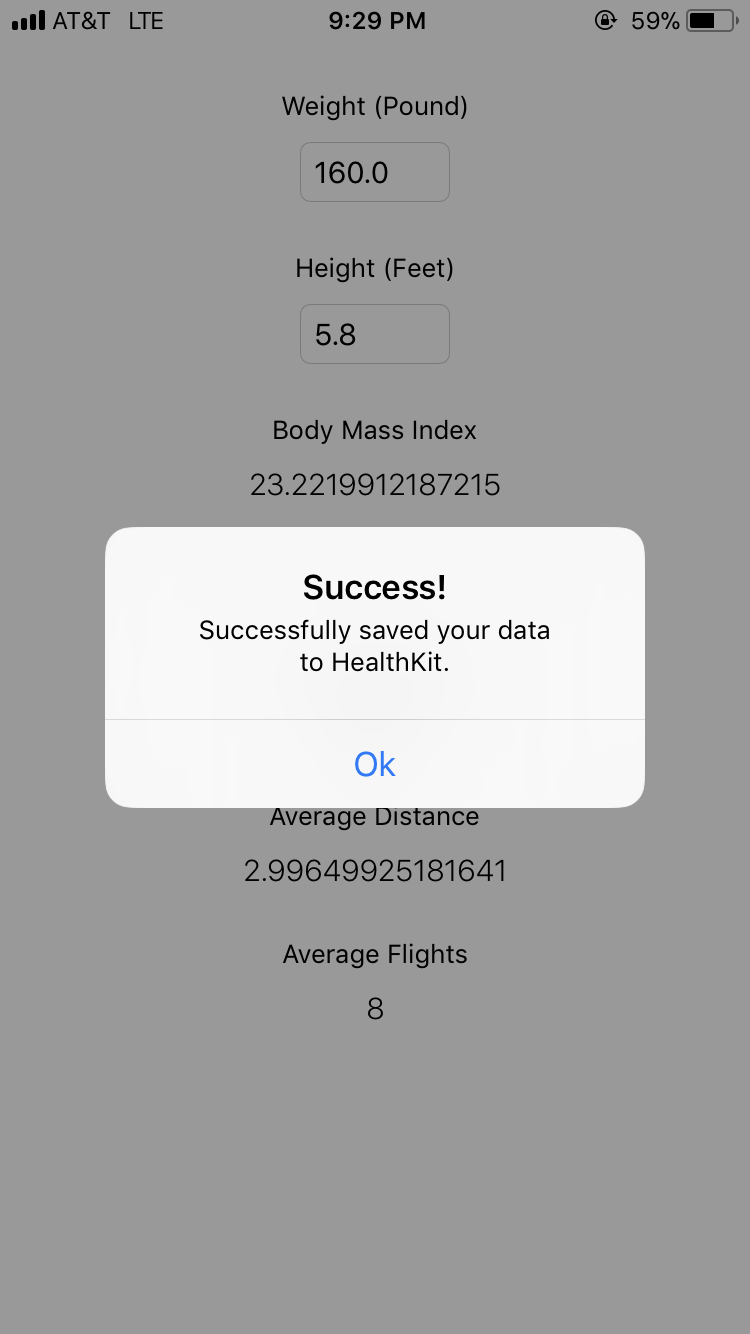 AT&T LTE 9:29 PM 59%
Weight (Pound)
160.0
Height (Feet)
5.8
Body Mass Index
23.2219912187215
Success!
Successfully saved your data
to HealthKit.
Ok
Average Distance
2.99649925181641
Average Flights
8